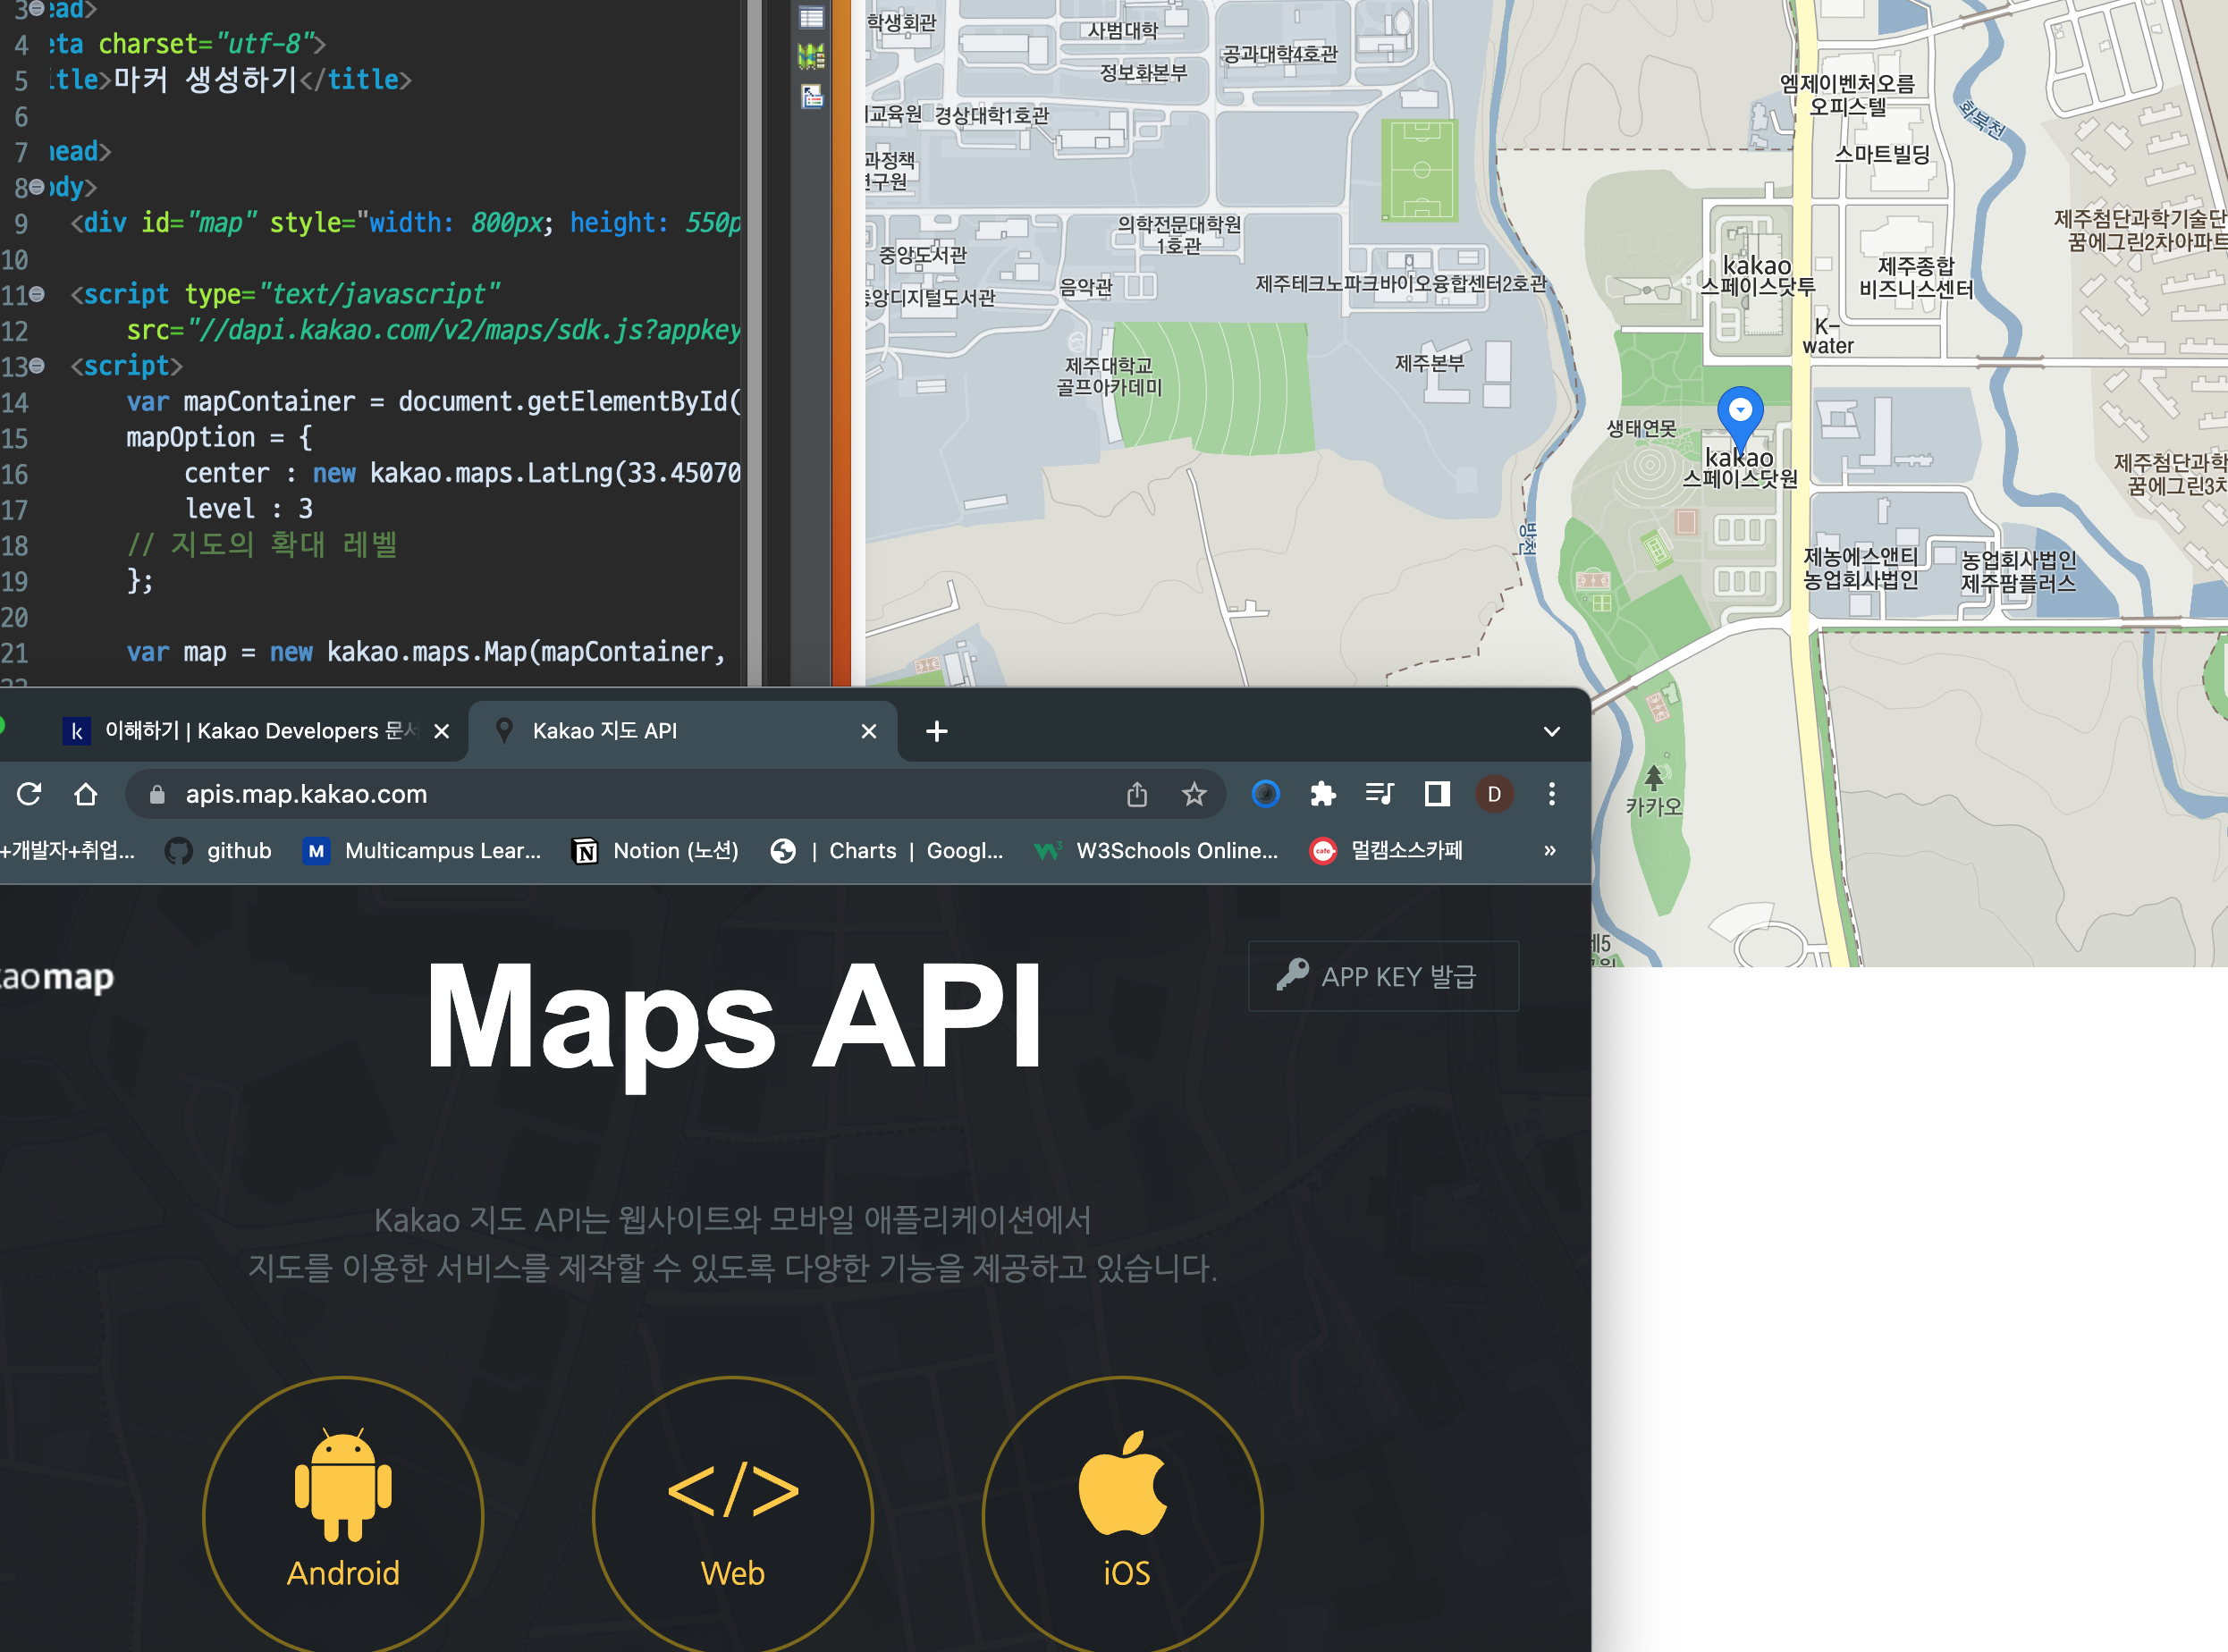 3 ead>
4 eta charset="utf-8">
5 itle>마커 생성하기</title>
6
7 head>
8 ody>
9 <div id="map" style="width: 800px; height: 550p
10
11 <script type="text/javascript"
12 src="//dapi.kakao.com/v2/maps/sdk.js?appkey
13 <script>
14 var mapContainer = document.getElementById(
15 mapOption = {
16 center : new kakao.maps.LatLng(33.45070
17 level : 3
18 // 지도의 확대 레벨
19 };
20
21 var map = new kakao.maps.Map(mapContainer,
학생회관
사범대학
공과대학4호관
정보화본부
교육원
경상대학1호관
과정책
연구원
의학전문대학원
1호관
중앙도서관
중앙디지털도서관
음악관
제주테크노파크바이오융합센터2호관
제주대학교
골프아카데미
제주본부
엠제이벤처오름
오피스텔
화북천
스마트빌딩
제주첨단과학기술단
꿈에그린2차아파트
kakao
스페이스닷투
제주종합
비즈니스센터
K-
water
생태연못
kakao
스페이스닷원
제주첨단과학
꿈에그린3차
제농에스앤티
농업회사법인
농업회사법인
제주팜플러스
카카오
이해하기 | Kakao Developers 문서
Kakao 지도 API
apis.map.kakao.com
D
+개발자+취업...
github
M Multicampus Lear...
Notion (노션)
| Charts | Googl...
W3Schools Online...
cafe 멀캠소스카페
»
kaomap
APP KEY 발급
Maps API
Kakao 지도 API는 웹사이트와 모바일 애플리케이션에서
지도를 이용한 서비스를 제작할 수 있도록 다양한 기능을 제공하고 있습니다.
Android
</>
Web
iOS